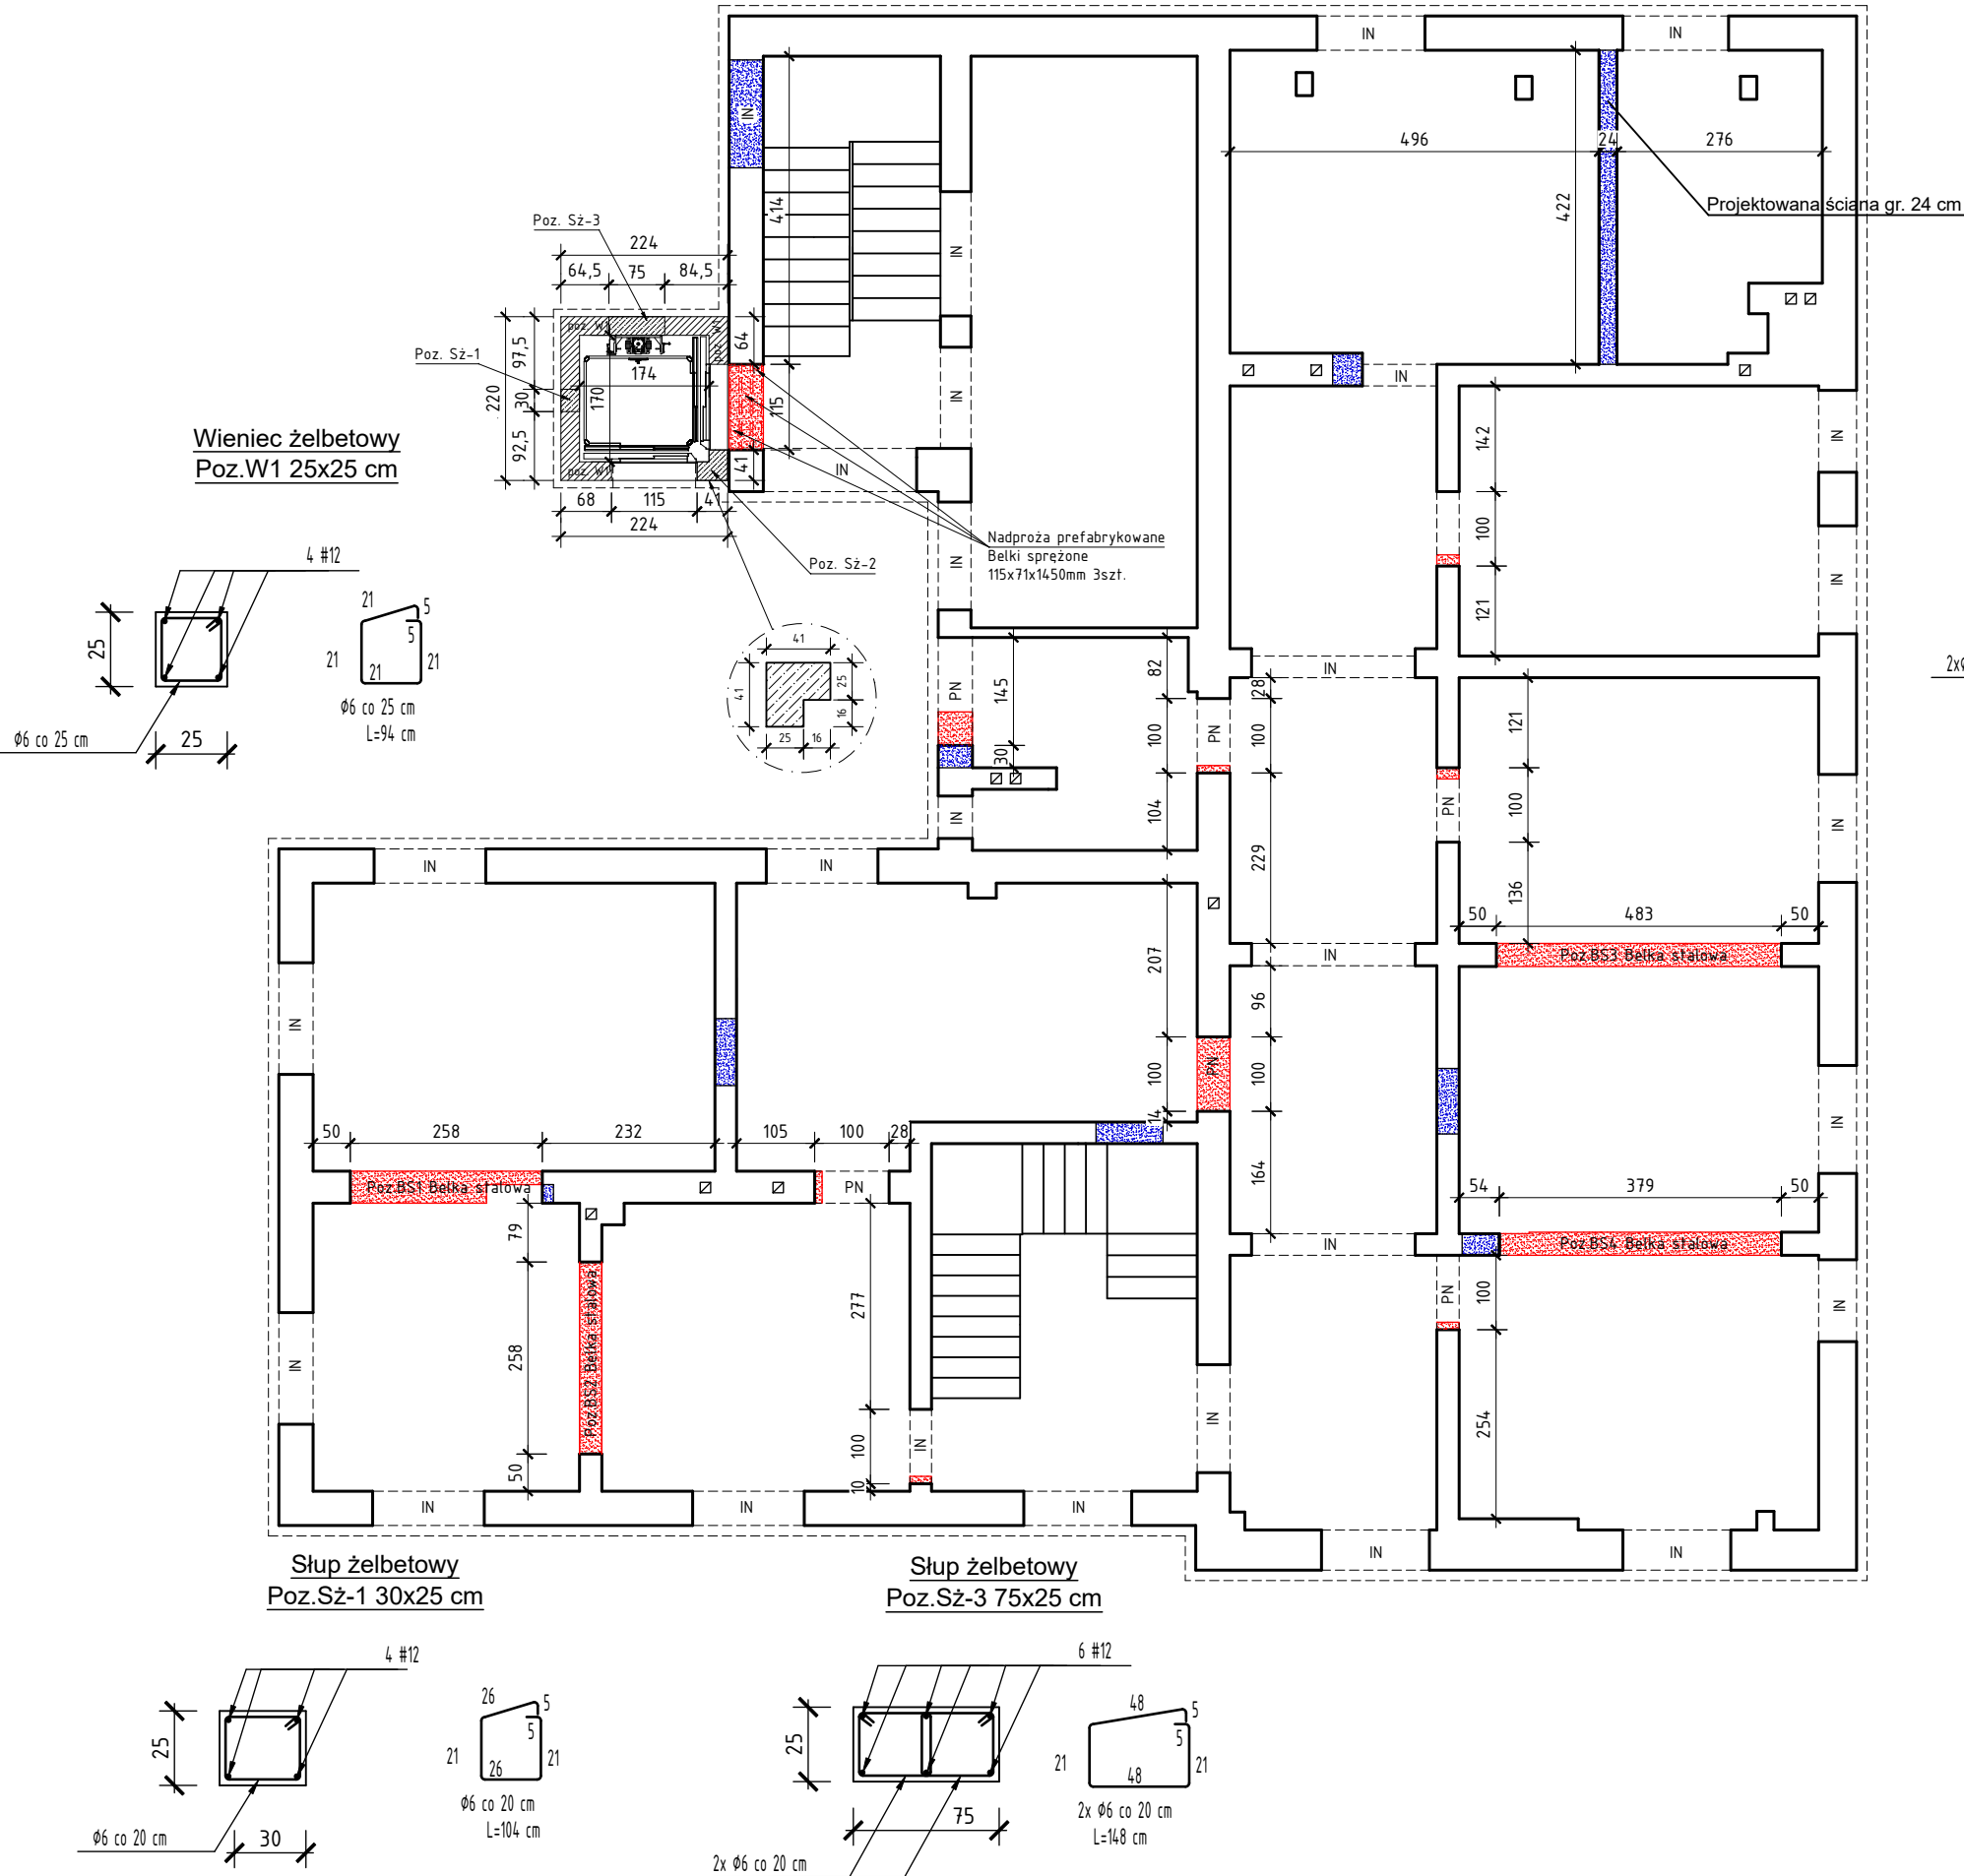 IN
IN
IN
496
24
276
414
422
Projektowana ściana gr. 24 cm
Poz. Sż-3
224
64,5
75
84,5
IN
poz. W1
poz. W1
64
Poz. Sż-1
97,5
220
30
92,5
174
170
115
IN
IN
142
IN
Wieniec żelbetowy
Poz.W1 25x25 cm
poz. W1
41
IN
68
115
41
224
Nadproża prefabrykowane
Belki sprężone
115x71x1450mm 3szt.
Poz. Sż-2
IN
100
IN
121
4 #12
25
21
5
5
21
21
21
Φ6 co 25 cm
L=94 cm
Φ6 co 25 cm
25
41
41
25
16
25
16
PN
145
30
82
28
IN
100
PN
100
121
104
IN
PN
100
IN
229
136
IN
IN
50
483
50
207
IN
Poz.BS3 Belka stalowa
96
IN
100
PN
100
14
IN
50
258
232
105
100
28
164
54
379
50
Poz.BS1 Belka stalowa
PN
79
IN
Poz.BS4 Belka stalowa
PN
100
IN
277
258
Poz.BS2 Belka stalowa
IN
254
IN
100
IN
50
10
IN
IN
IN
IN
IN
Słup żelbetowy
Poz.Sż-1 30x25 cm
Słup żelbetowy
Poz.Sż-3 75x25 cm
4 #12
25
26
5
5
21
21
26
Φ6 co 20 cm
L=104 cm
Φ6 co 20 cm
30
6 #12
25
48
5
5
21
21
48
2x Φ6 co 20 cm
L=148 cm
75
2x Φ6 co 20 cm